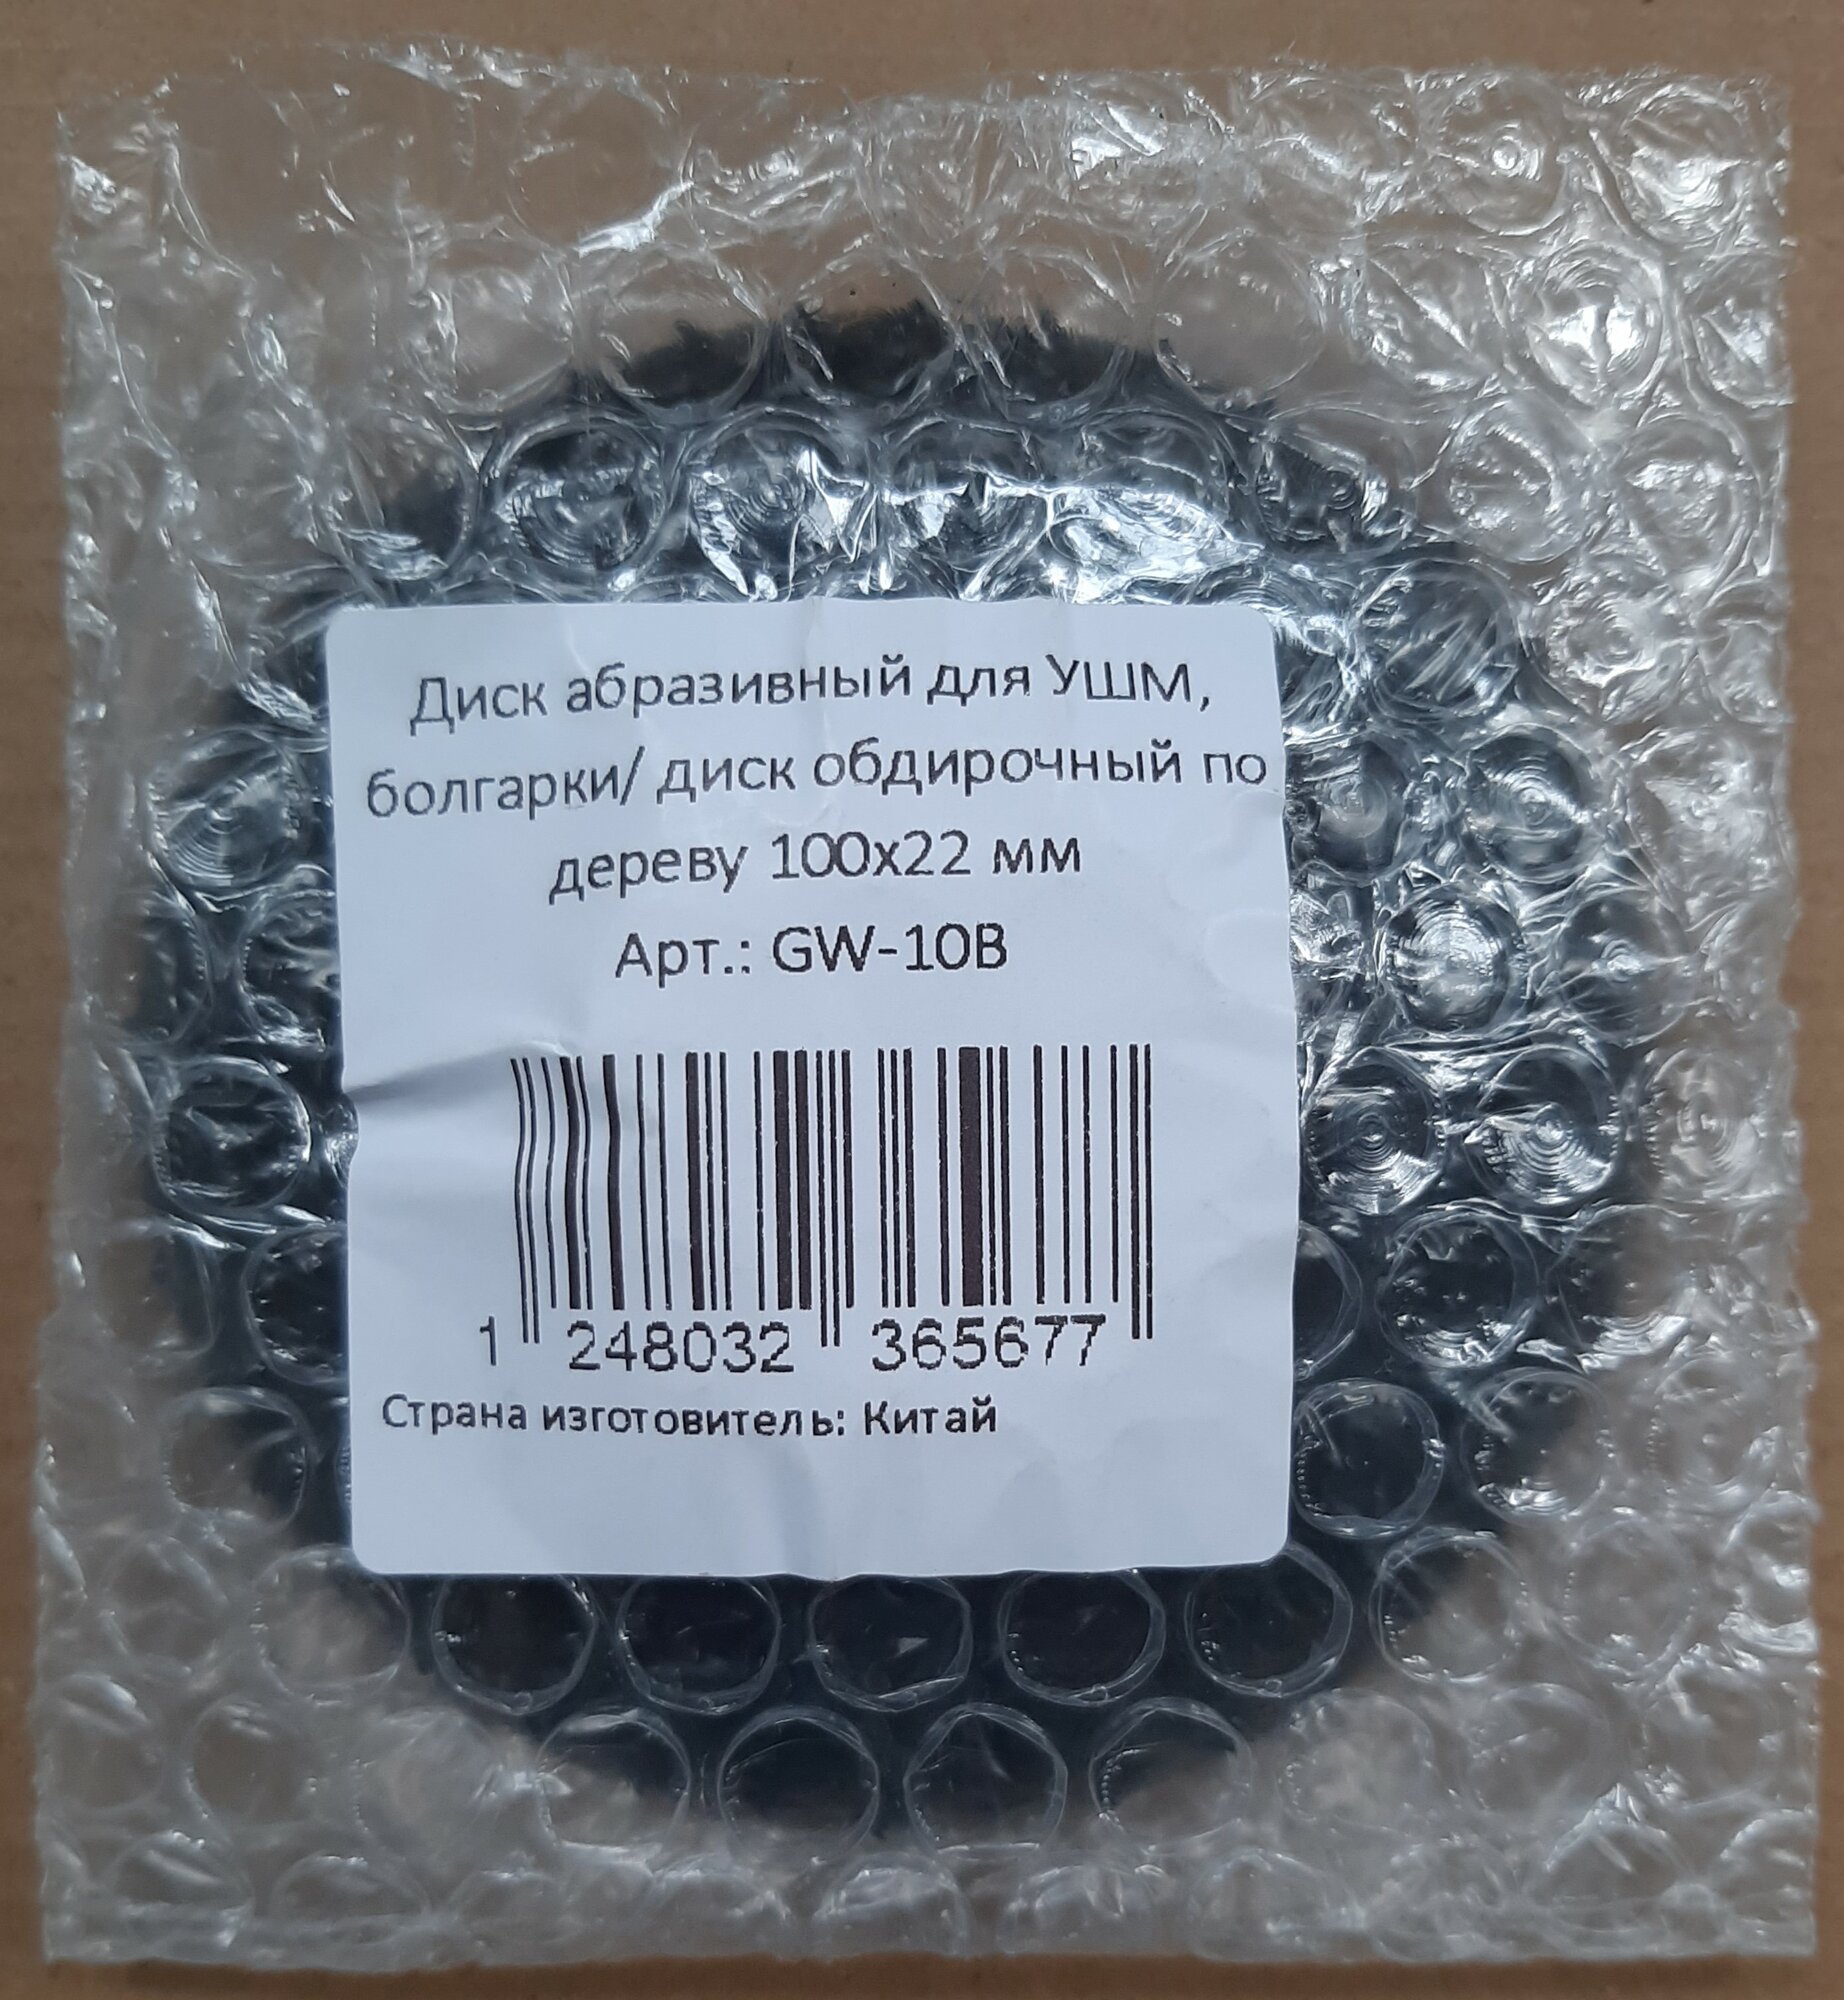 Диск абразивный для УШМ,
болгарки/ диск обдирочный по
дереву 100х22 мм
Арт.: GW-10B
1 248032 365677
Страна изготовитель: Китай